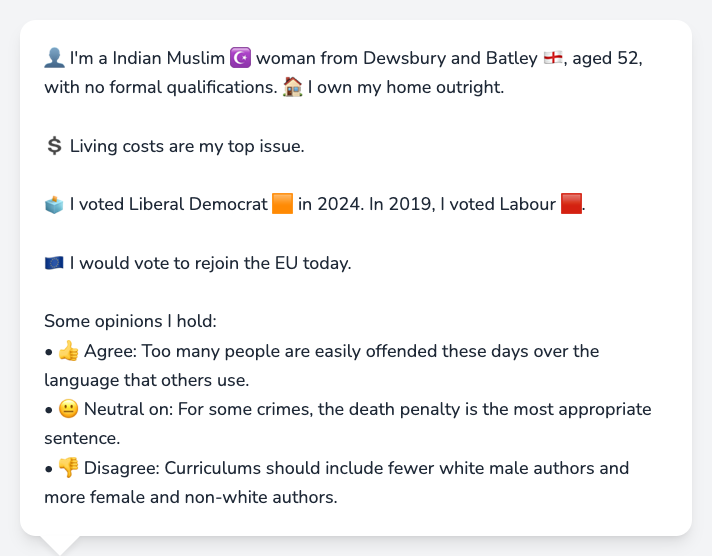 👤 I'm a Indian Muslim ☪️ woman from Dewsbury and Batley 🏴󠁧󠁢󠁥󠁮󠁧󠁿, aged 52,
with no formal qualifications. 🏠 I own my home outright.
💲 Living costs are my top issue.
🗳️ I voted Liberal Democrat 🟧 in 2024. In 2019, I voted Labour 🟥.
🇪🇺 I would vote to rejoin the EU today.
Some opinions I hold:
• 👍 Agree: Too many people are easily offended these days over the
language that others use.
• 😐 Neutral on: For some crimes, the death penalty is the most appropriate
sentence.
• 👎 Disagree: Curriculums should include fewer white male authors and
more female and non-white authors.